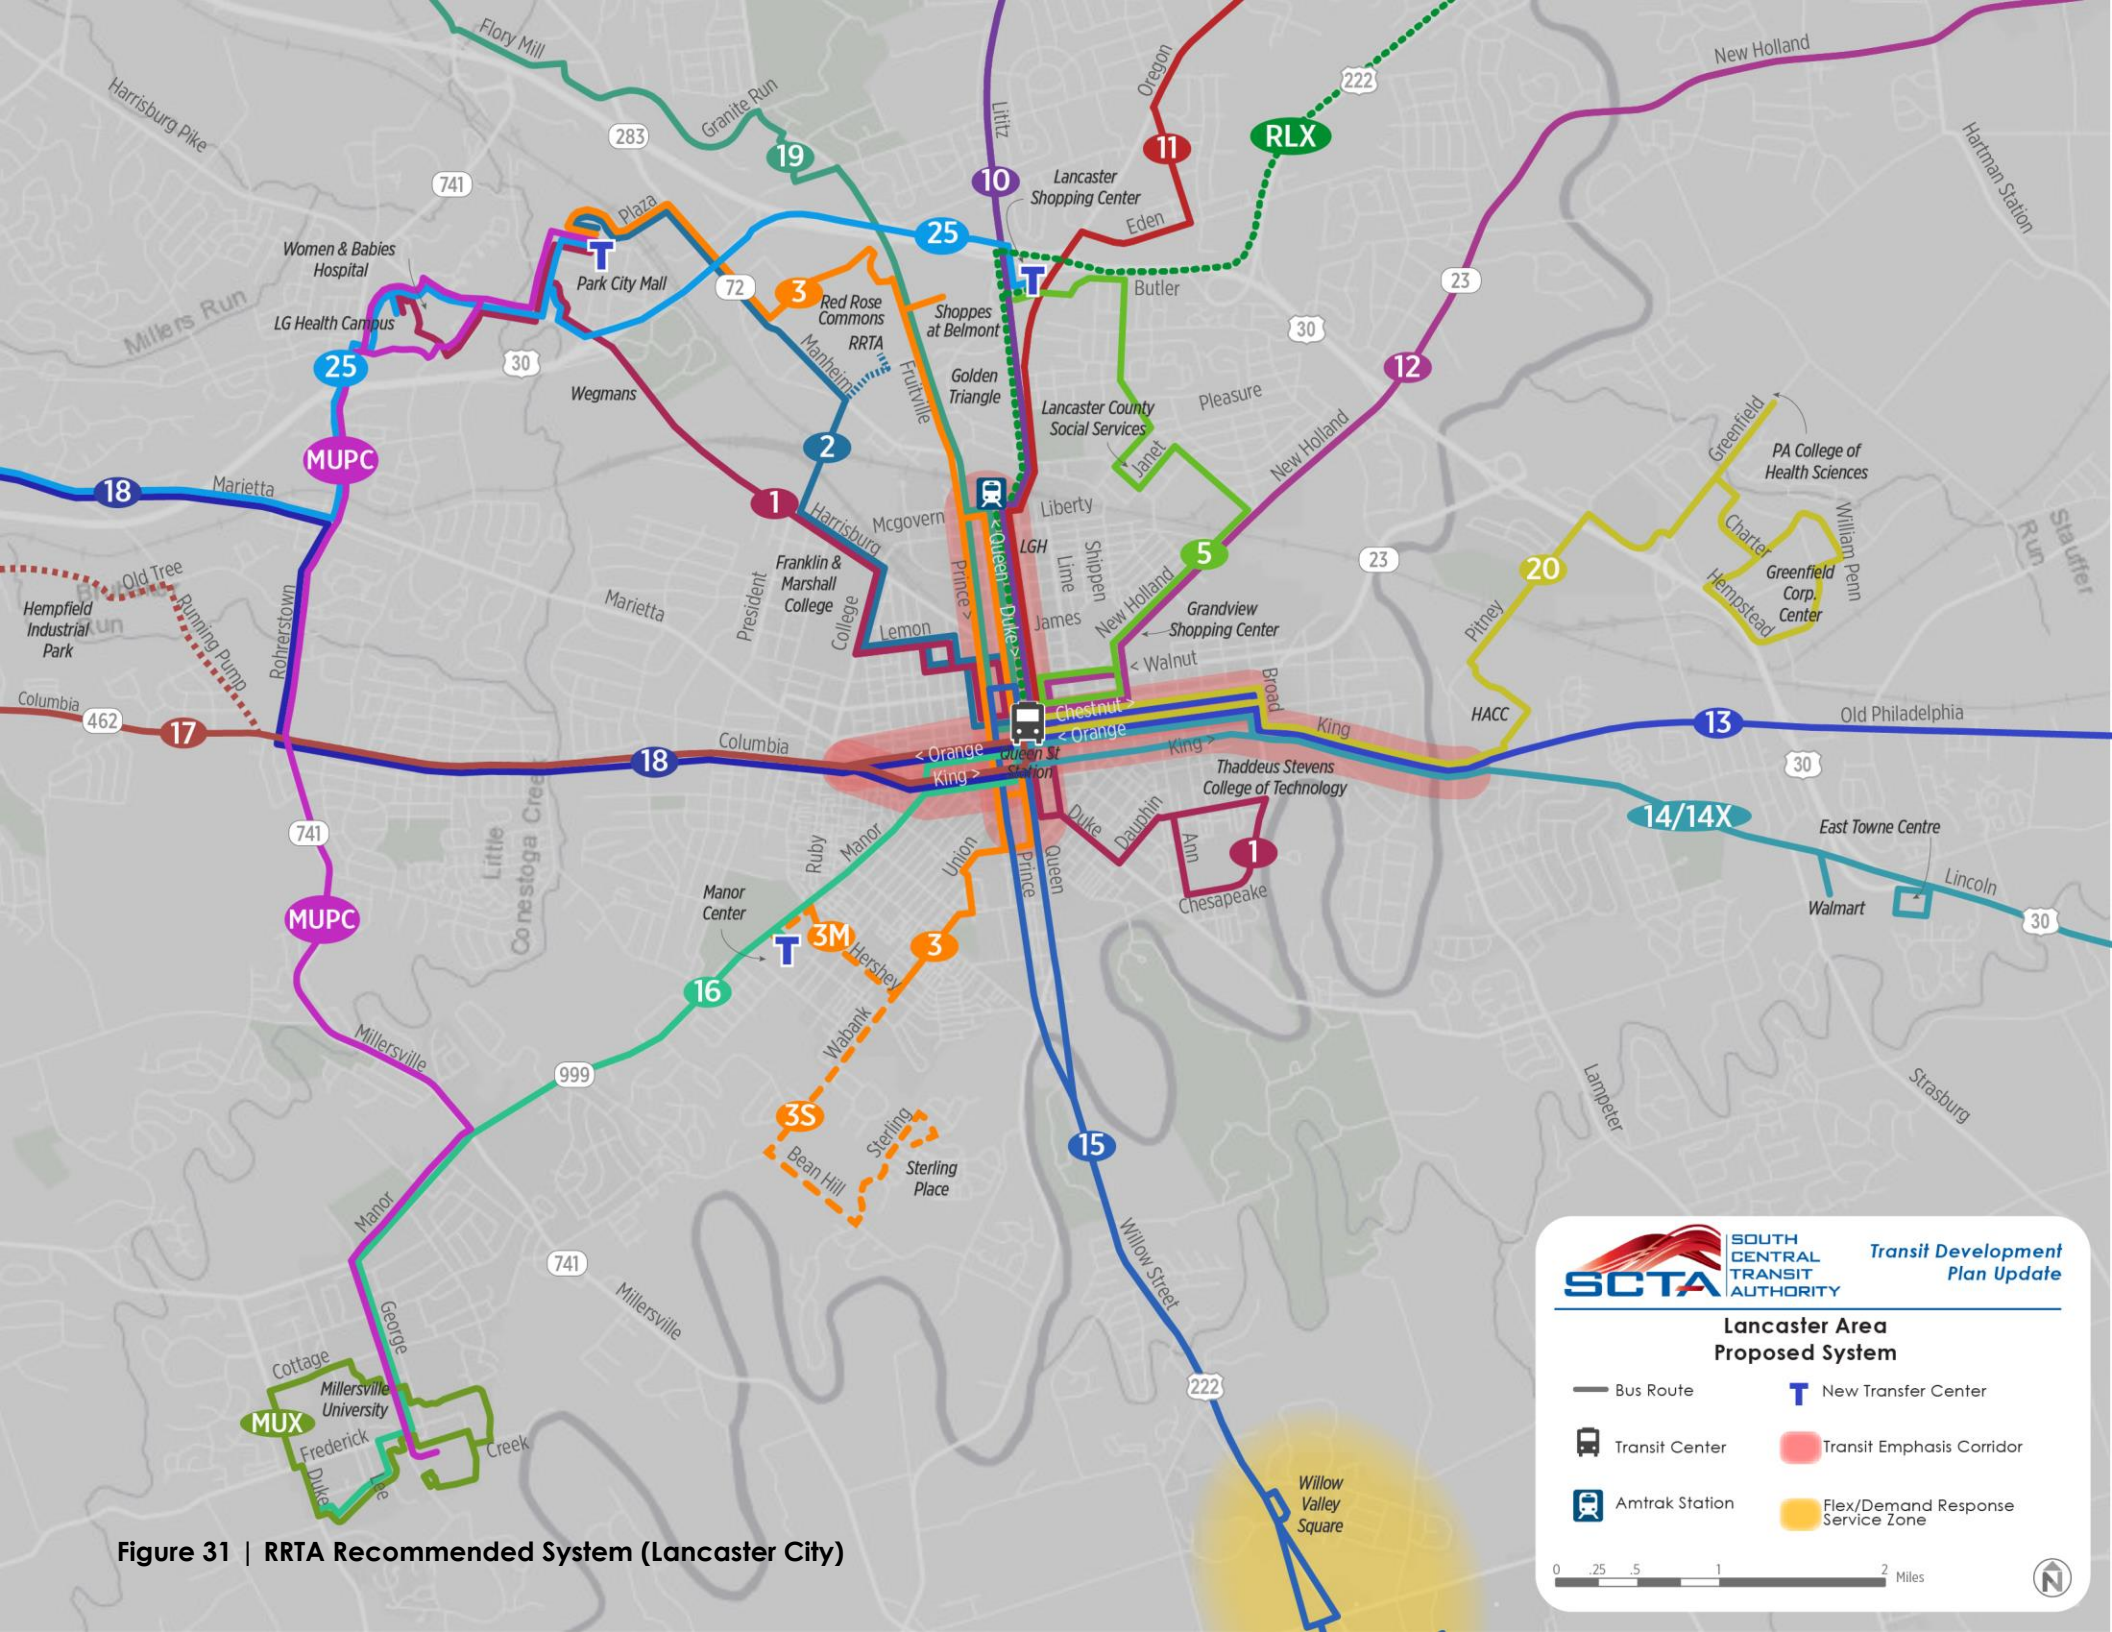 Flory Mill
Harrisburg Pike
283
Granite Run
19
741
Lititz
10
Oregon
11
Lancaster
Shopping Center
Eden
RLX
222
New Holland
Hartman Station
Women & Babies
Hospital
Plaza
T
Park City Mall
72
25
3
Red Rose
Commons
RRTA
Shoppes
at Belmont
T
Butler
30
23
Millers Run
LG Health Campus
25
30
Wegmans
Manheim
Fruitville
Golden
Triangle
Lancaster County
Social Services
Janet
Pleasure
12
New Holland
MUPC
18
Marietta
2
1
Harrisburg
Mcgovern
Liberty
LGH
Lime
Shippen
5
23
Greenfield
PA College of
Health Sciences
Charter
William Penn
Greenfield
Corp.
Center
Hempstead
20
Pitney
Stauffer
Run
Old Tree
Hempfield
Industrial
Park
Run
Running Pump
Rohrerstown
Marietta
President
Franklin &
Marshall
College
College
Lemon
Prince >
< Queen
Duke >
James
New Holland
Grandview
Shopping Center
< Walnut
Columbia
462
17
18
Columbia
< Orange
King >
Queen St
Station
Chestnut >
< Orange
King >
Broad
King
HACC
13
Old Philadelphia
30
Thaddeus Stevens
College of Technology
14/14X
East Towne Centre
Walmart
Lincoln
30
741
MUPC
Little
Conestoga Creek
Ruby
Manor
Union
Prince
Queen
Duke
Dauphin
Ann
1
Chesapeake
Manor
Center
T
3M
Hershey
3
16
Wabank
999
Millersville
3S
Bean Hill
Sterling
Sterling
Place
15
Lampeter
Strasburg
Manor
741
Millersville
Willow Street
222
George
Cottage
Millersville
University
MUX
Frederick
Duke
Lee
Creek
Willow
Valley
Square
SCTA
SOUTH
CENTRAL
TRANSIT
AUTHORITY
Transit Development
Plan Update
Lancaster Area
Proposed System
Bus Route
T New Transfer Center
Transit Center
Transit Emphasis Corridor
Amtrak Station
Flex/Demand Response
Service Zone
0 .25 .5 1 2 Miles
N
Figure 31 | RRTA Recommended System (Lancaster City)